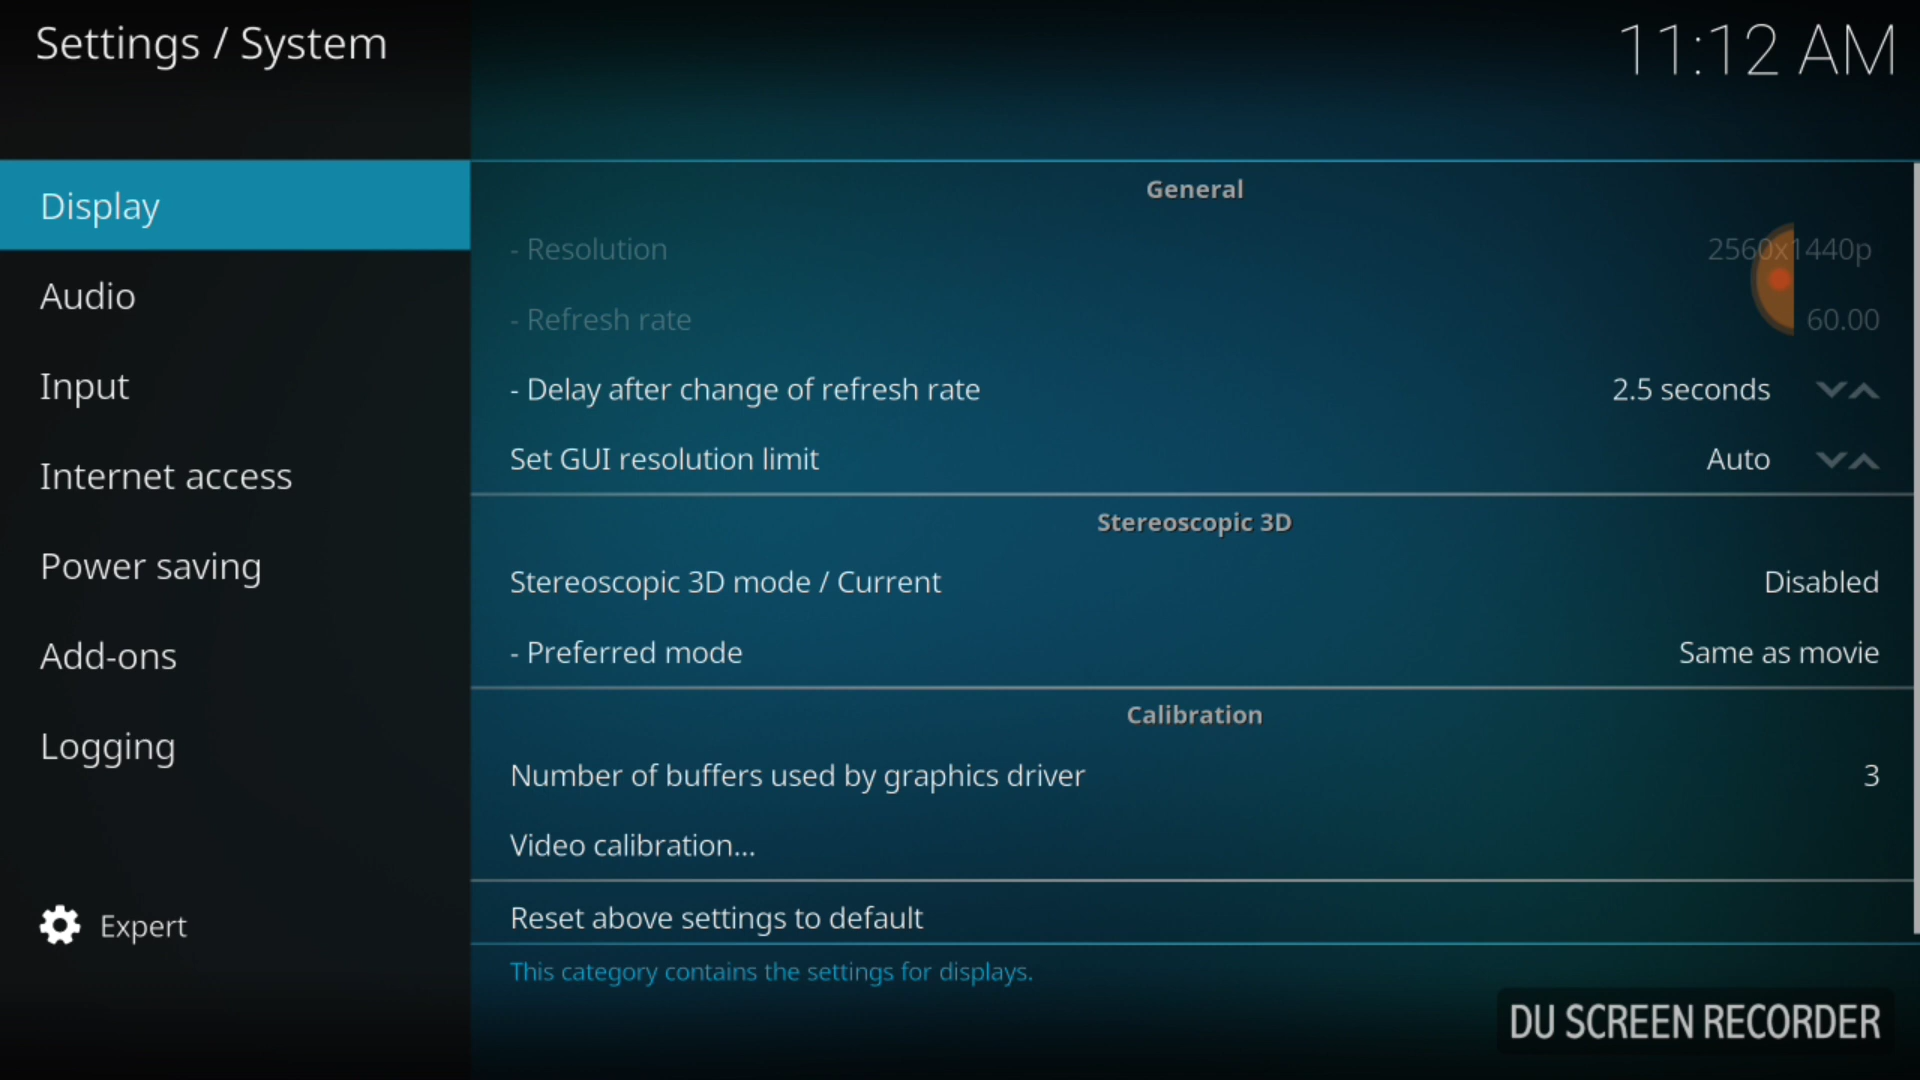 Settings / System
11:12 AM
Display
Audio
Input
Internet access
Power saving
Add-ons
Logging
Expert
General
- Resolution 2560x1440p
- Refresh rate 60.00
- Delay after change of refresh rate 2.5 seconds
Set GUI resolution limit Auto
Stereoscopic 3D
Stereoscopic 3D mode / Current Disabled
- Preferred mode Same as movie
Calibration
Number of buffers used by graphics driver 3
Video calibration...
Reset above settings to default
This category contains the settings for displays.
DU SCREEN RECORDER